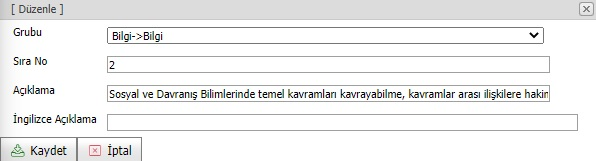 [ Düzenle ]
Grubu
Bilgi->Bilgi
Sıra No
2
Açıklama
Sosyal ve Davranış Bilimlerinde temel kavramları kavrayabilme, kavramlar arası ilişkilere hakim
İngilizce Açıklama
Kaydet
İptal